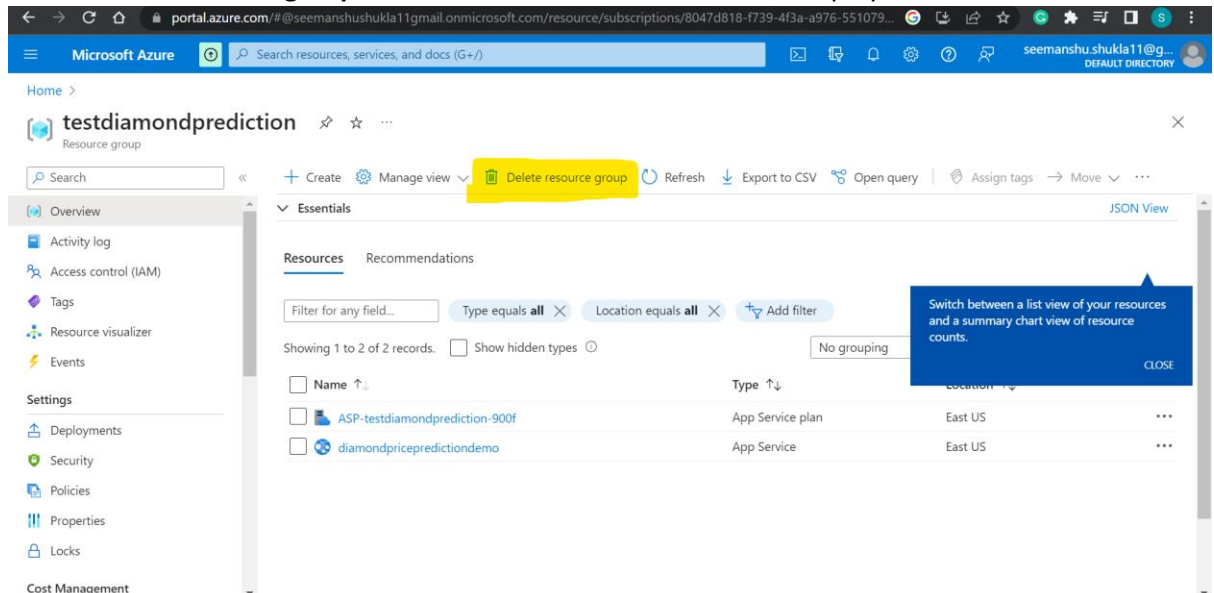 portal.azure.com/#@seemanshushukla11gmail.onmicrosoft.com/resource/subscriptions/8047d818-f739-4f3a-a976-551079...
Microsoft Azure
Search resources, services, and docs (G+/)
seemanshu.shukla11@g...
DEFAULT DIRECTORY
Home >
testdiamondprediction
Resource group
Search
Create Manage view Delete resource group Refresh Export to CSV Open query Assign tags Move
Overview
Activity log
Access control (IAM)
Tags
Resource visualizer
Events
Settings
Deployments
Security
Policies
Properties
Locks
Cost Management
Essentials
JSON View
Resources Recommendations
Filter for any field... Type equals all Location equals all Add filter
Showing 1 to 2 of 2 records. Show hidden types No grouping
Switch between a list view of your resources
and a summary chart view of resource
counts.
CLOSE
Name Type
ASP-testdiamondprediction-900f App Service plan East US
diamondpricepredictiondemo App Service East US